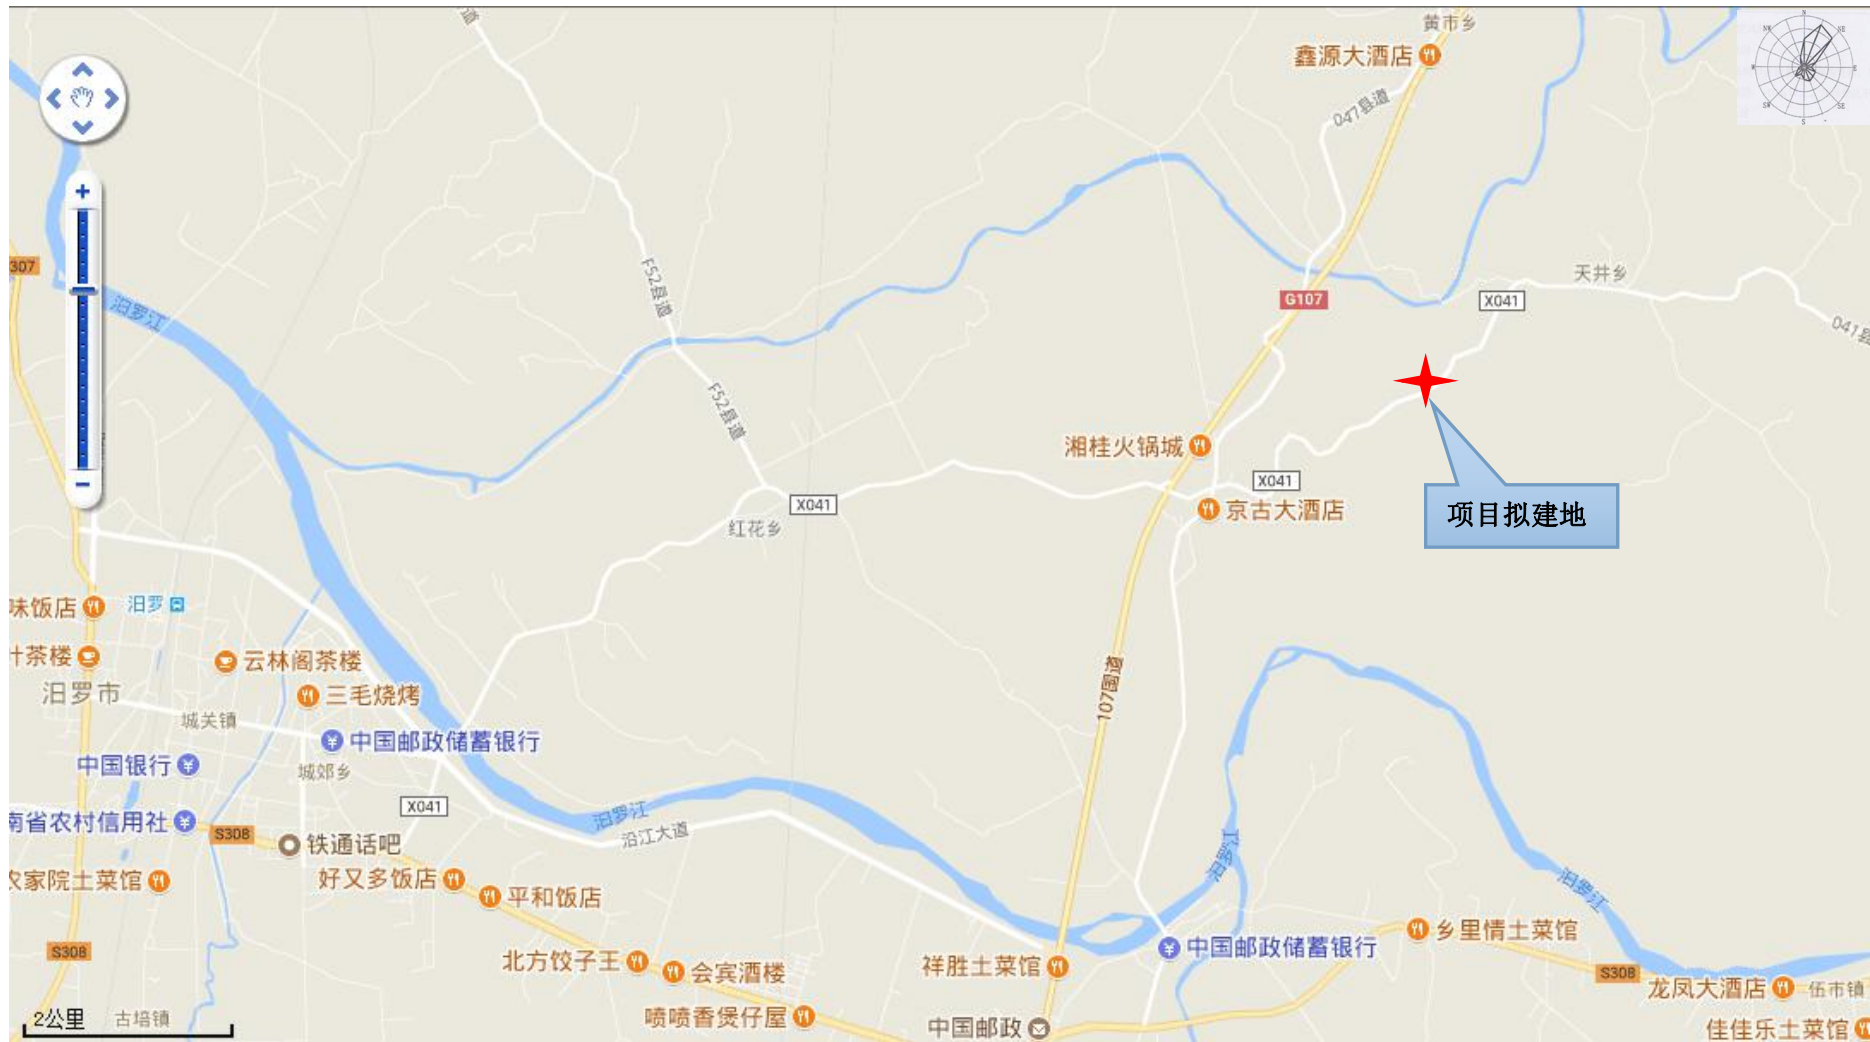 黄市乡
鑫源大酒店
047县道
N
NE
E
SE
S
SW
W
NW
天井乡
307
汨罗江
F52县道
G107
X041
041县
F52县道
湘桂火锅城
X041
京古大酒店
X041
红花乡
项目拟建地
味饭店
汨罗
叶茶楼
云林阁茶楼
汨罗市
三毛烧烤
城关镇
107国道
中国邮政储蓄银行
中国银行
城郊乡
X041
汨罗江
南省农村信用社
S308
铁通话吧
沿江大道
汨罗江
农家院土菜馆
好又多饭店
平和饭店
汨罗江
乡里情土菜馆
S308
中国邮政储蓄银行
北方饺子王
会宾酒楼
祥胜土菜馆
S308
龙凤大酒店
伍市镇
2公里
古培镇
喷喷香煲仔屋
中国邮政
佳佳乐土菜馆